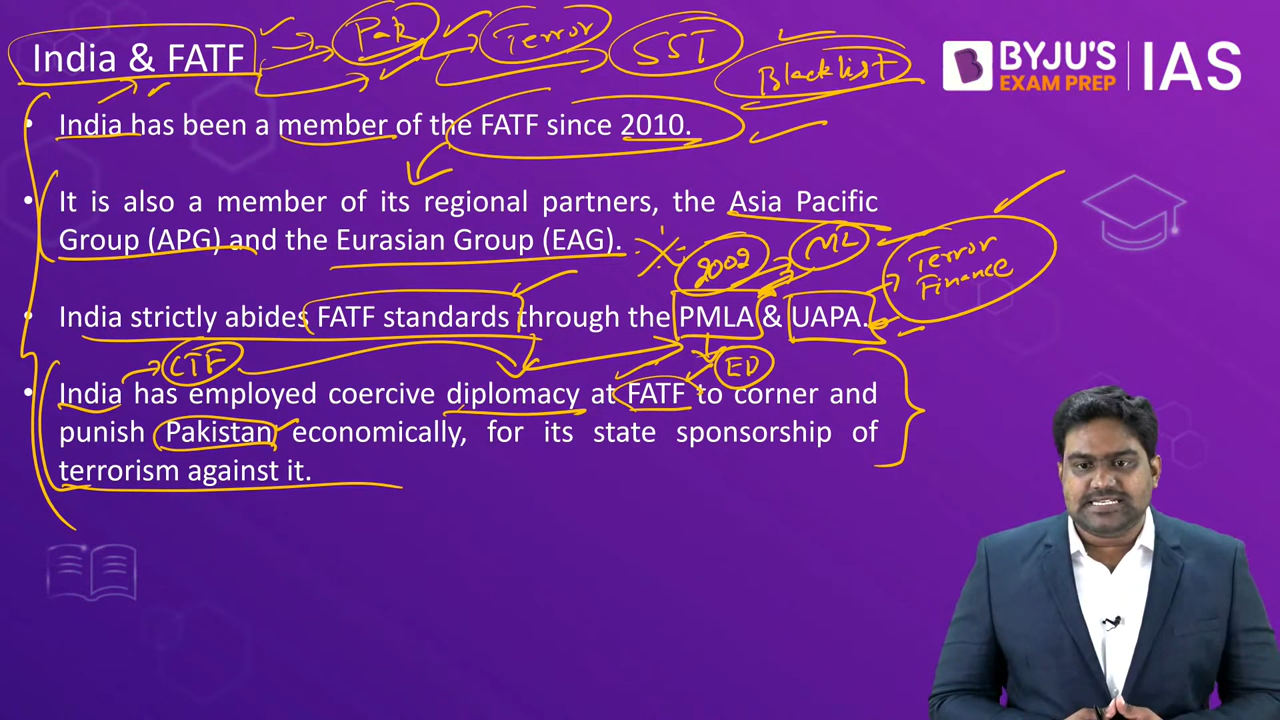 India & FATF
Pak
Terror
SST
Blacklist
BYJU'S
EXAM PREP
IAS
• India has been a member of the FATF since 2010.
• It is also a member of its regional partners, the Asia Pacific
Group (APG) and the Eurasian Group (EAG).
2002
ML
Terror
Finance
India strictly abides FATF standards through the PMLA & UAPA.
CTF
ED
• India has employed coercive diplomacy at FATF to corner and
punish Pakistan economically, for its state sponsorship of
terrorism against it.